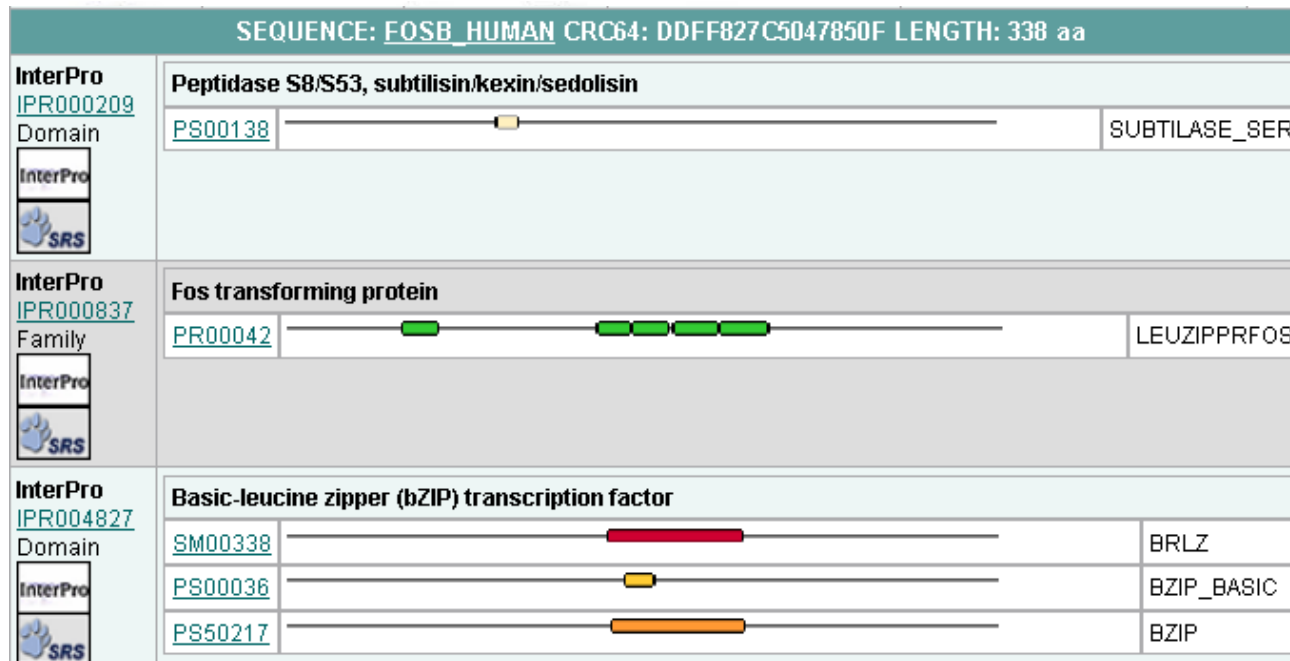 SEQUENCE: FOSB_HUMAN CRC64: DDFF827C5047850F LENGTH: 338 aa
InterPro
IPR000209
Domain
InterPro
SRS
Peptidase S8/S53, subtilisin/kexin/sedolisin
PS00138 SUBTILASE_SER
InterPro
IPR000837
Family
InterPro
SRS
Fos transforming protein
PR00042 LEUZIPPRFOS
InterPro
IPR004827
Domain
InterPro
SRS
Basic-leucine zipper (bZIP) transcription factor
SM00338 BRLZ
PS00036 BZIP_BASIC
PS50217 BZIP